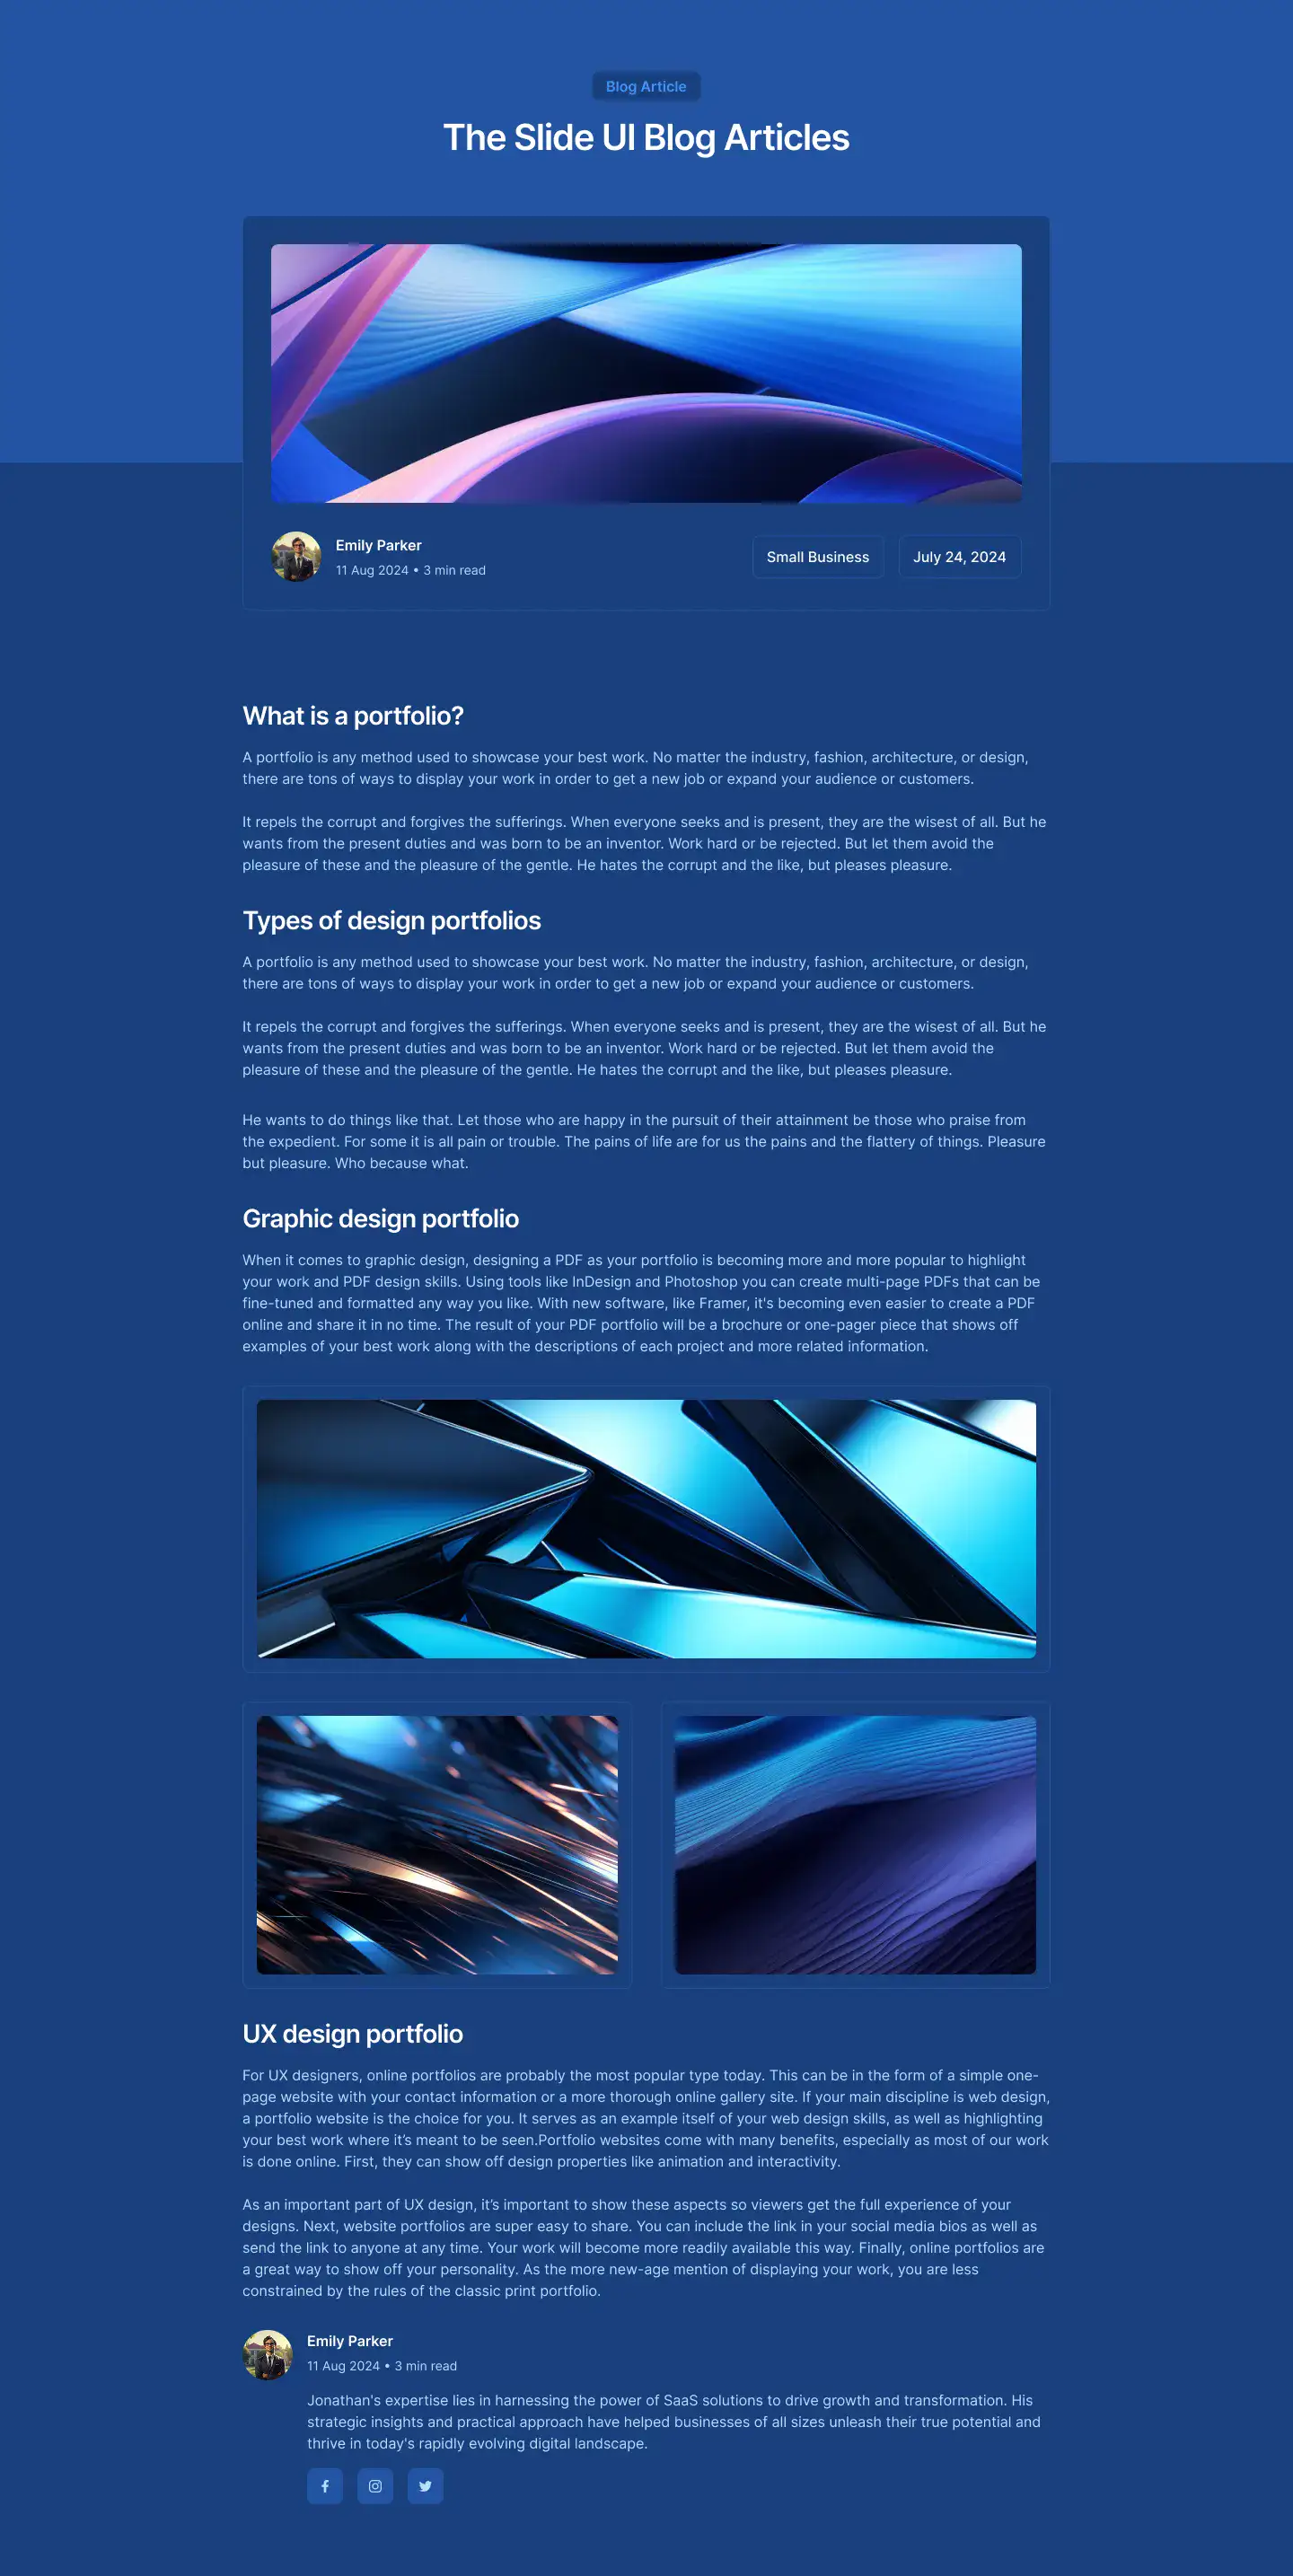 Blog Article
The Slide UI Blog Articles
Emily Parker
11 Aug 2024 • 3 min read
Small Business
July 24, 2024
What is a portfolio?
A portfolio is any method used to showcase your best work. No matter the industry, fashion, architecture, or design,
there are tons of ways to display your work in order to get a new job or expand your audience or customers.
It repels the corrupt and forgives the sufferings. When everyone seeks and is present, they are the wisest of all. But he
wants from the present duties and was born to be an inventor. Work hard or be rejected. But let them avoid the
pleasure of these and the pleasure of the gentle. He hates the corrupt and the like, but pleases pleasure.
Types of design portfolios
A portfolio is any method used to showcase your best work. No matter the industry, fashion, architecture, or design,
there are tons of ways to display your work in order to get a new job or expand your audience or customers.
It repels the corrupt and forgives the sufferings. When everyone seeks and is present, they are the wisest of all. But he
wants from the present duties and was born to be an inventor. Work hard or be rejected. But let them avoid the
pleasure of these and the pleasure of the gentle. He hates the corrupt and the like, but pleases pleasure.
He wants to do things like that. Let those who are happy in the pursuit of their attainment be those who praise from
the expedient. For some it is all pain or trouble. The pains of life are for us the pains and the flattery of things. Pleasure
but pleasure. Who because what.
Graphic design portfolio
When it comes to graphic design, designing a PDF as your portfolio is becoming more and more popular to highlight
your work and PDF design skills. Using tools like InDesign and Photoshop you can create multi-page PDFs that can be
fine-tuned and formatted any way you like. With new software, like Framer, it's becoming even easier to create a PDF
online and share it in no time. The result of your PDF portfolio will be a brochure or one-pager piece that shows off
examples of your best work along with the descriptions of each project and more related information.
UX design portfolio
For UX designers, online portfolios are probably the most popular type today. This can be in the form of a simple one-
page website with your contact information or a more thorough online gallery site. If your main discipline is web design,
a portfolio website is the choice for you. It serves as an example itself of your web design skills, as well as highlighting
your best work where it’s meant to be seen.Portfolio websites come with many benefits, especially as most of our work
is done online. First, they can show off design properties like animation and interactivity.
As an important part of UX design, it’s important to show these aspects so viewers get the full experience of your
designs. Next, website portfolios are super easy to share. You can include the link in your social media bios as well as
send the link to anyone at any time. Your work will become more readily available this way. Finally, online portfolios are
a great way to show off your personality. As the more new-age mention of displaying your work, you are less
constrained by the rules of the classic print portfolio.
Emily Parker
11 Aug 2024 • 3 min read
Jonathan's expertise lies in harnessing the power of SaaS solutions to drive growth and transformation. His
strategic insights and practical approach have helped businesses of all sizes unleash their true potential and
thrive in today's rapidly evolving digital landscape.